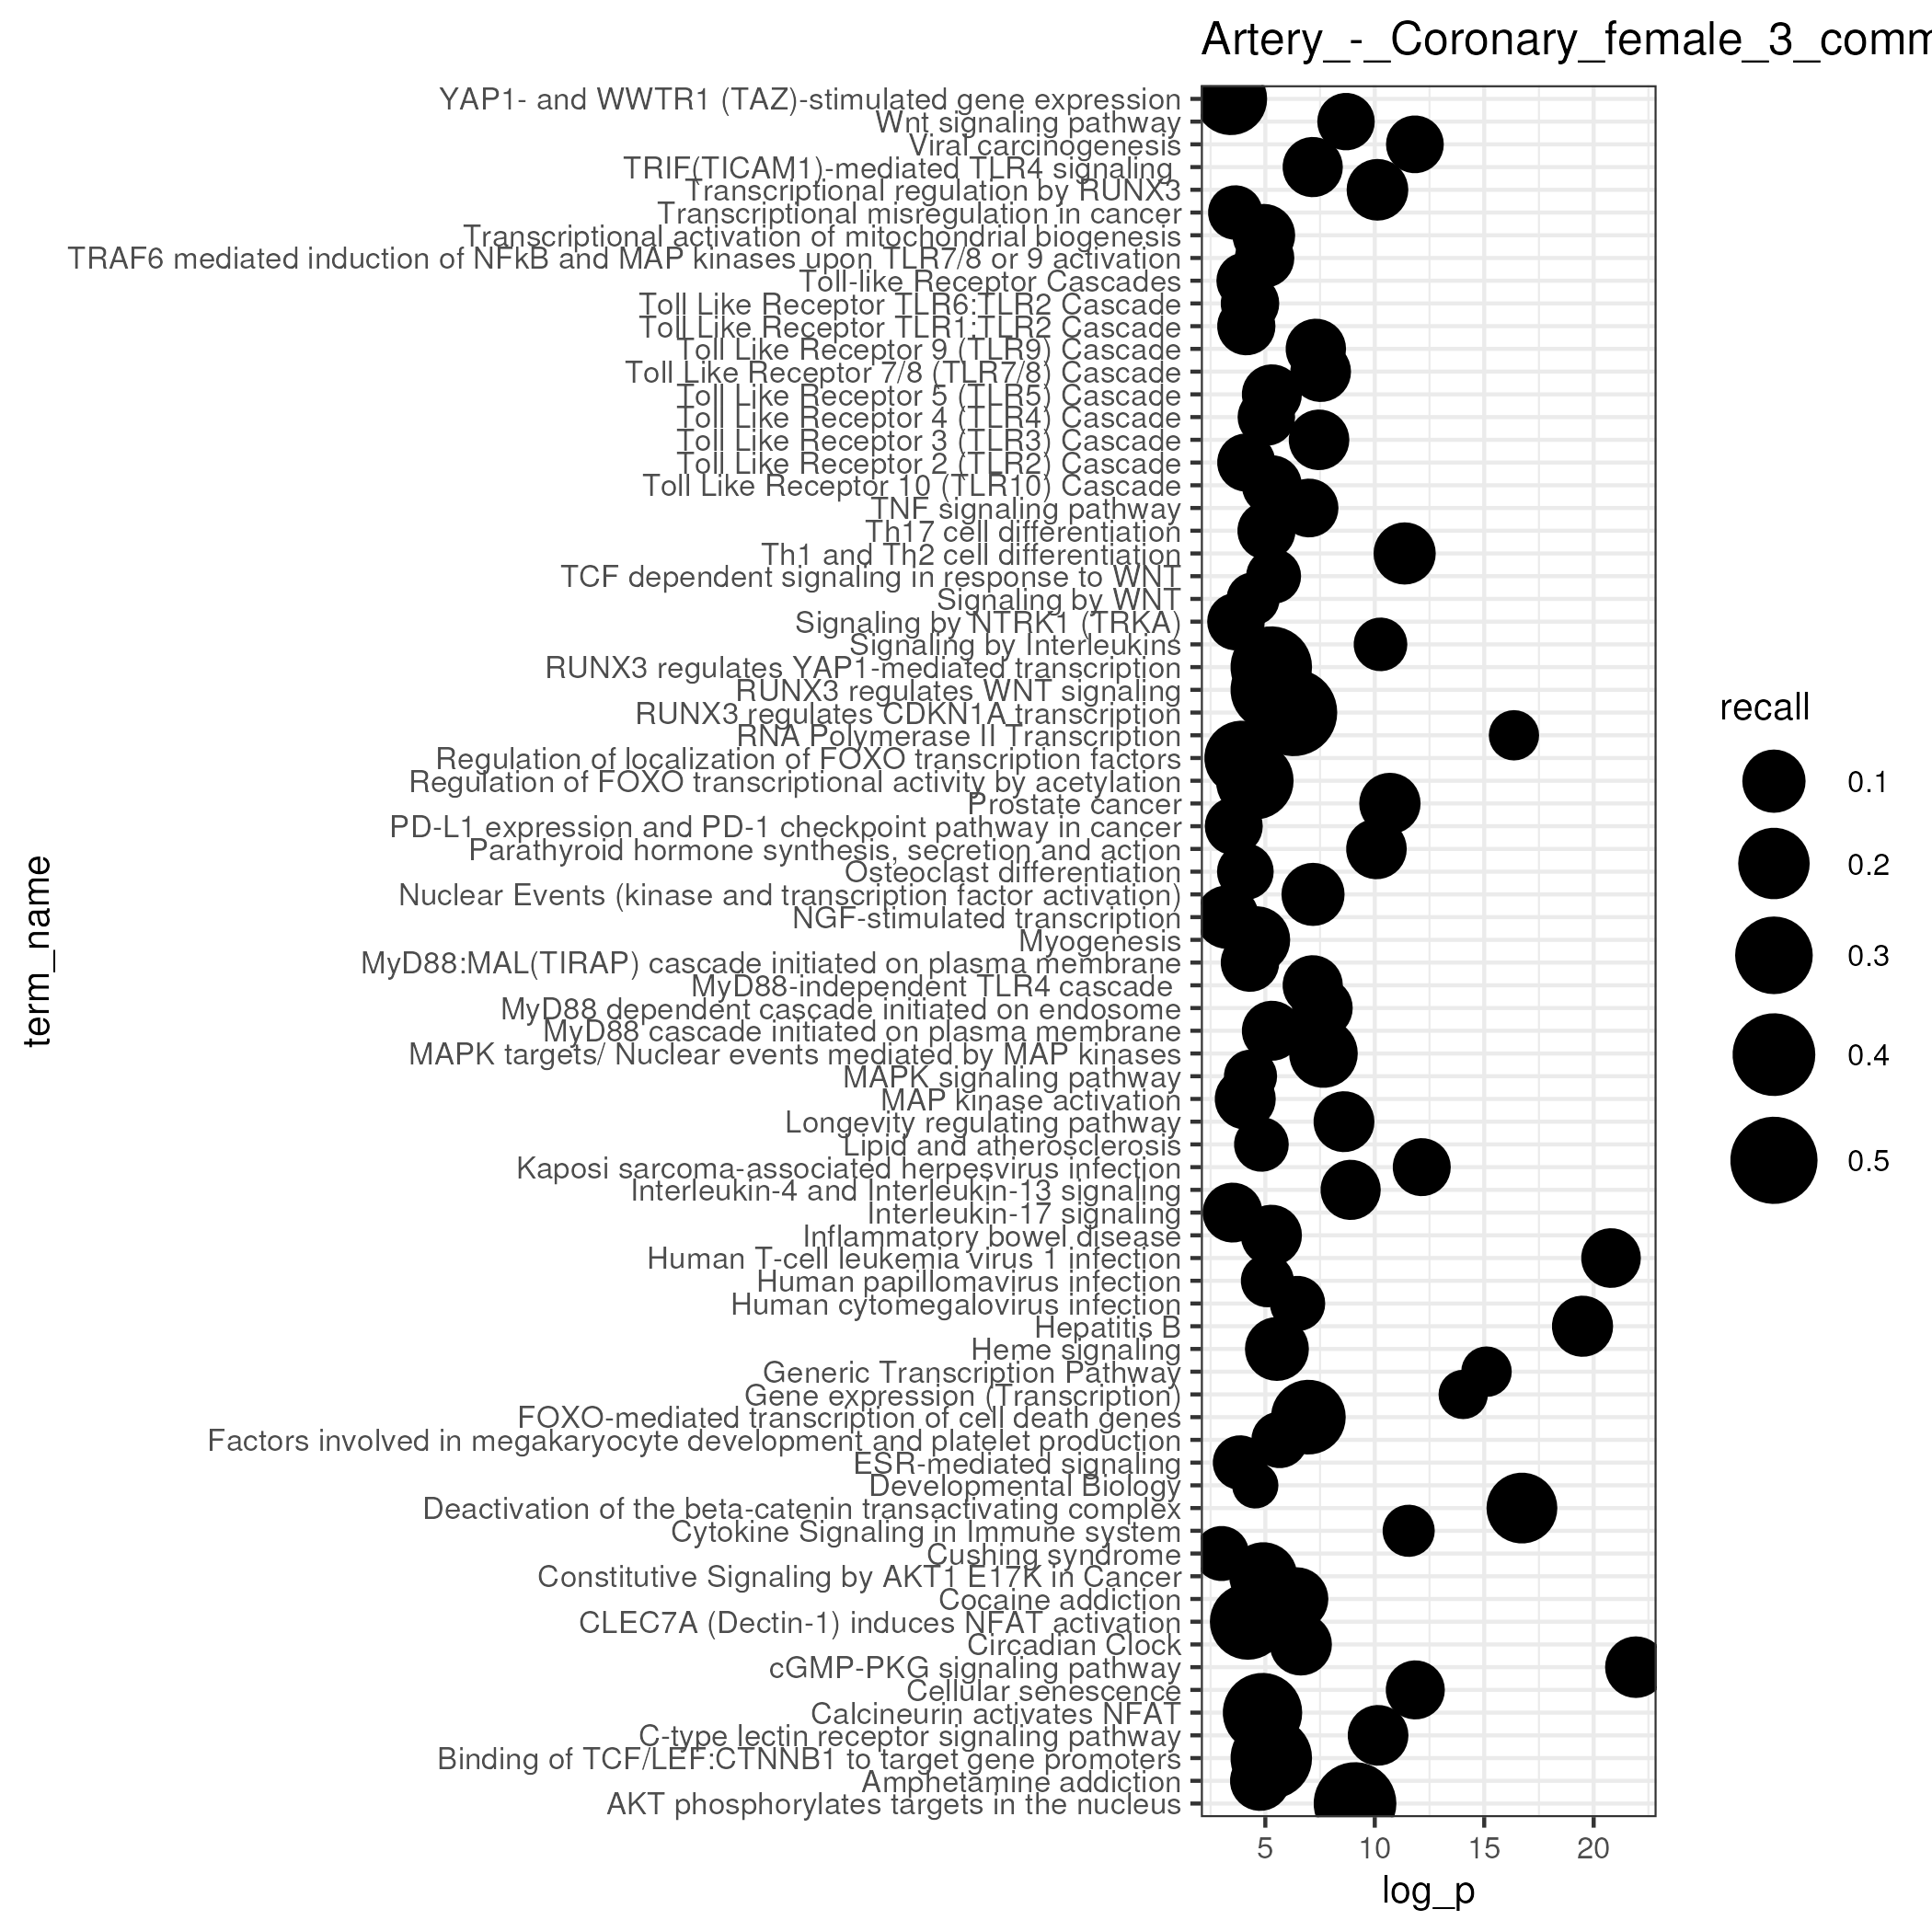 Artery_-_Coronary_female_3_comm
YAP1- and WWTR1 (TAZ)-stimulated gene expression
Wnt signaling pathway
Viral carcinogenesis
TRIF(TICAM1)-mediated TLR4 signaling
Transcriptional regulation by RUNX3
Transcriptional misregulation in cancer
Transcriptional activation of mitochondrial biogenesis
TRAF6 mediated induction of NFkB and MAP kinases upon TLR7/8 or 9 activation
Toll-like Receptor Cascades
Toll Like Receptor TLR6:TLR2 Cascade
Toll Like Receptor TLR1:TLR2 Cascade
Toll Like Receptor 9 (TLR9) Cascade
Toll Like Receptor 7/8 (TLR7/8) Cascade
Toll Like Receptor 5 (TLR5) Cascade
Toll Like Receptor 4 (TLR4) Cascade
Toll Like Receptor 3 (TLR3) Cascade
Toll Like Receptor 2 (TLR2) Cascade
Toll Like Receptor 10 (TLR10) Cascade
TNF signaling pathway
Th17 cell differentiation
Th1 and Th2 cell differentiation
TCF dependent signaling in response to WNT
Signaling by WNT
Signaling by NTRK1 (TRKA)
Signaling by Interleukins
RUNX3 regulates YAP1-mediated transcription
RUNX3 regulates WNT signaling
RUNX3 regulates CDKN1A transcription
RNA Polymerase II Transcription
Regulation of localization of FOXO transcription factors
Regulation of FOXO transcriptional activity by acetylation
Prostate cancer
PD-L1 expression and PD-1 checkpoint pathway in cancer
Parathyroid hormone synthesis, secretion and action
Osteoclast differentiation
Nuclear Events (kinase and transcription factor activation)
NGF-stimulated transcription
Myogenesis
MyD88:MAL(TIRAP) cascade initiated on plasma membrane
MyD88-independent TLR4 cascade
MyD88 dependent cascade initiated on endosome
MyD88 cascade initiated on plasma membrane
MAPK targets/ Nuclear events mediated by MAP kinases
MAPK signaling pathway
MAP kinase activation
Longevity regulating pathway
Lipid and atherosclerosis
Kaposi sarcoma-associated herpesvirus infection
Interleukin-4 and Interleukin-13 signaling
Interleukin-17 signaling
Inflammatory bowel disease
Human T-cell leukemia virus 1 infection
Human papillomavirus infection
Human cytomegalovirus infection
Hepatitis B
Heme signaling
Generic Transcription Pathway
Gene expression (Transcription)
FOXO-mediated transcription of cell death genes
Factors involved in megakaryocyte development and platelet production
ESR-mediated signaling
Developmental Biology
Deactivation of the beta-catenin transactivating complex
Cytokine Signaling in Immune system
Cushing syndrome
Constitutive Signaling by AKT1 E17K in Cancer
Cocaine addiction
CLEC7A (Dectin-1) induces NFAT activation
Circadian Clock
cGMP-PKG signaling pathway
Cellular senescence
Calcineurin activates NFAT
C-type lectin receptor signaling pathway
Binding of TCF/LEF:CTNNB1 to target gene promoters
Amphetamine addiction
AKT phosphorylates targets in the nucleus
term_name
5 10 15 20
log_p
recall
0.1
0.2
0.3
0.4
0.5